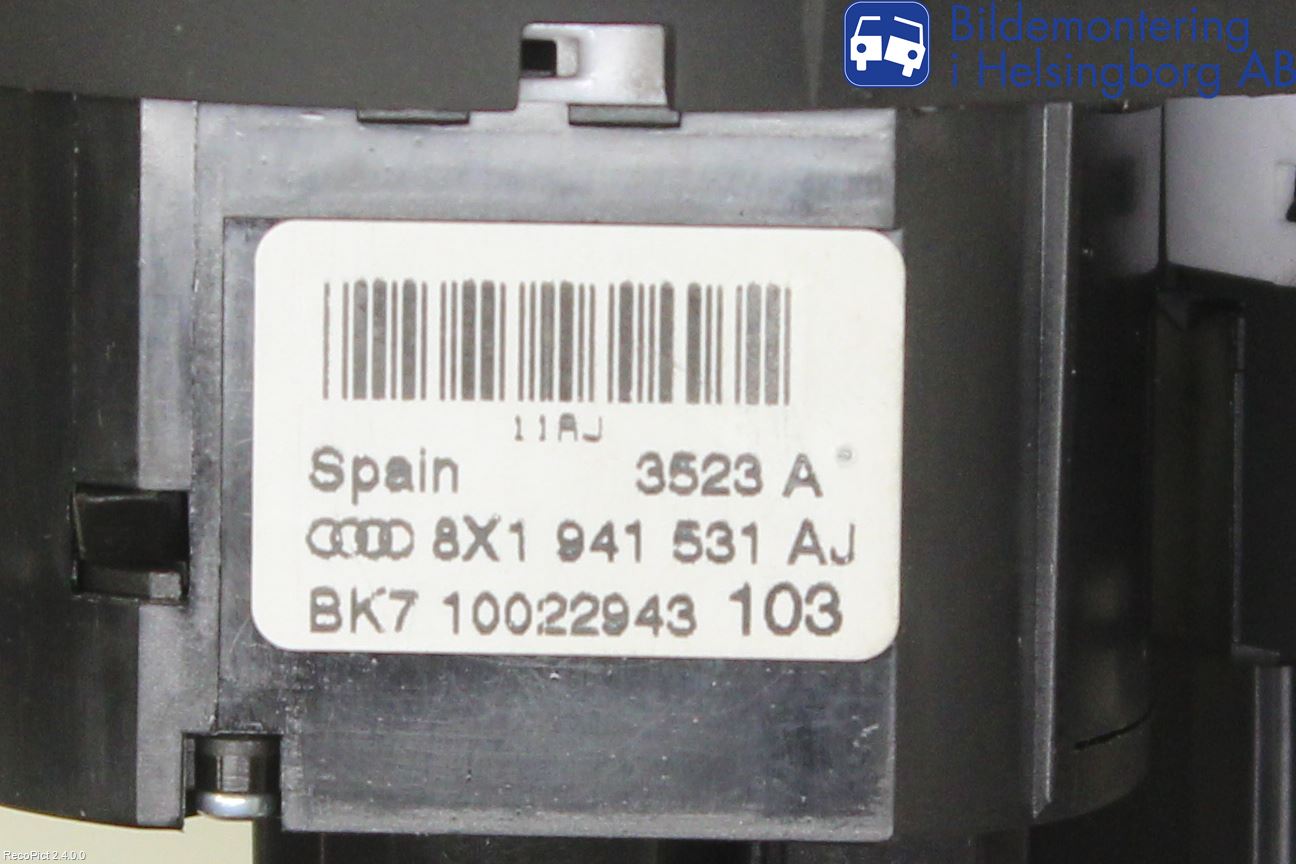 Bildemontering
i Helsingborg AB
11AJ
Spain 3523 A
8X1 941 531 AJ
BK7 10022943 103
RecoPict 2.4.0.0